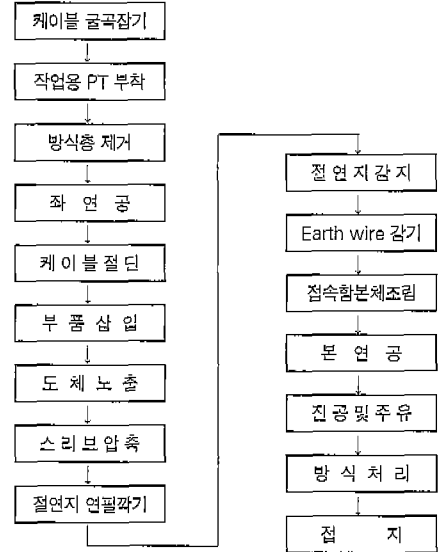 케이블 굴곡잡기
작업용 PT 부착
방식층 제거
좌 연 공
케 이 블 절 단
부 품 삽 입
도 체 노 출
스 리 브 압 축
절연지 연필깎기
절 연 지 감 지
Earth wire 감기
접속함본체조립
본 연 공
진 공 및 주 유
방 식 처 리
접 지